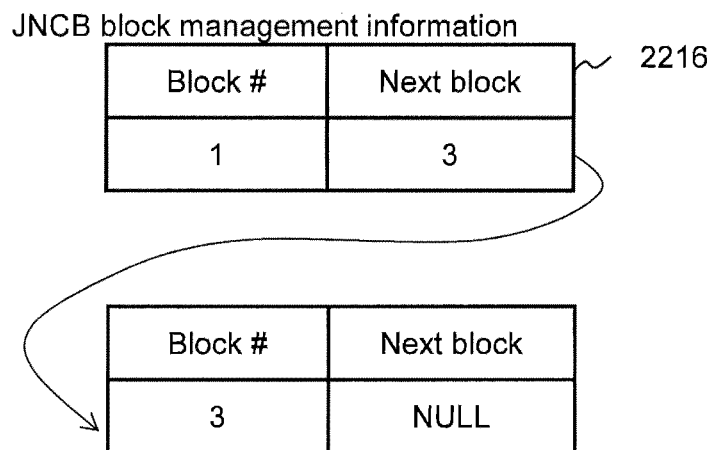 JNCB block management information
2216
Block # Next block
1 3
Block # Next block
3 NULL